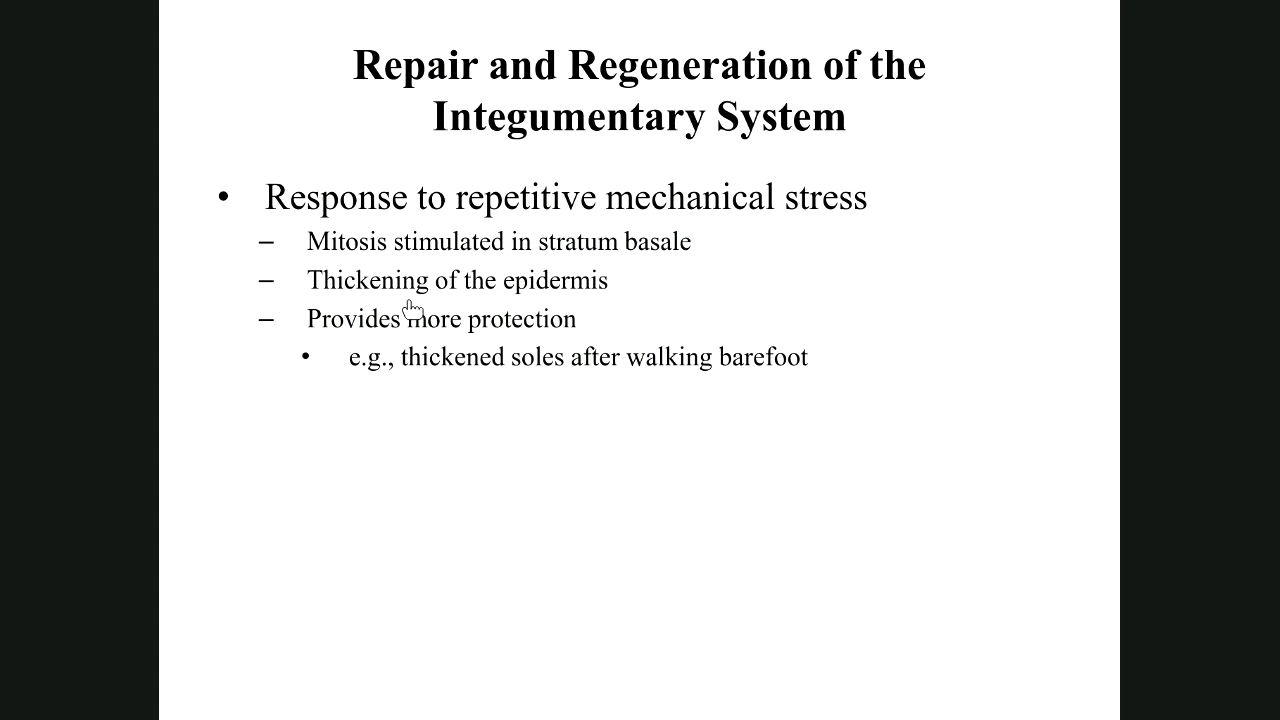 Repair and Regeneration of the
Integumentary System
• Response to repetitive mechanical stress
– Mitosis stimulated in stratum basale
– Thickening of the epidermis
– Provides more protection
• e.g., thickened soles after walking barefoot